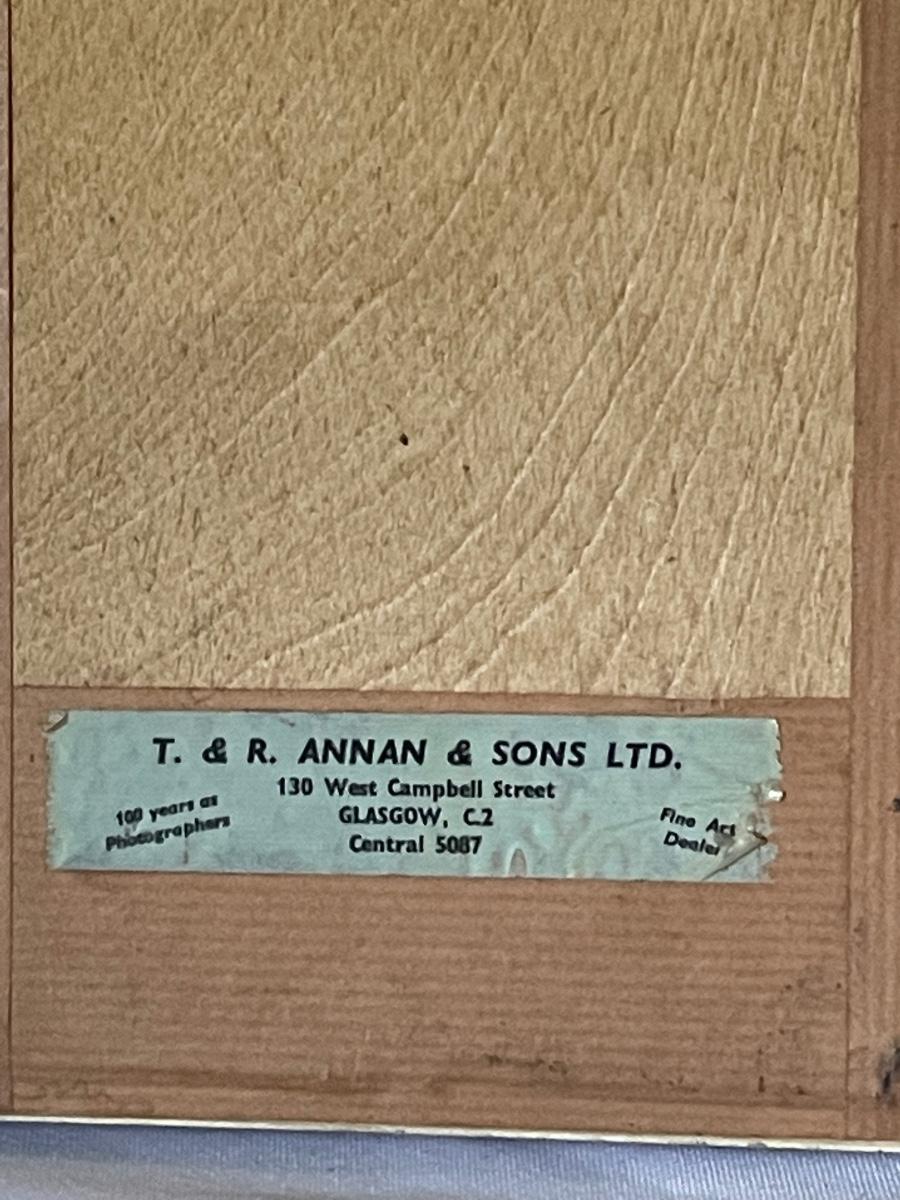 T. & R. ANNAN & SONS LTD.
130 West Campbell Street
GLASGOW, C.2
Central 5087
100 years as
Photographers
Fine Art
Dealer